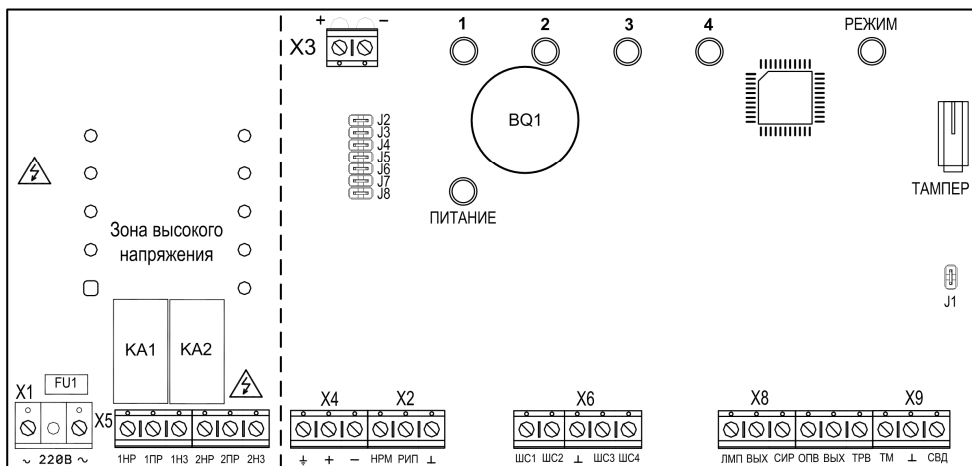 + −
X3
1 2 3 4 РЕЖИМ
BQ1
J2
J3
J4
J5
J6
J7
J8
ПИТАНИЕ
ТАМПЕР
J1
Зона высокого
напряжения
KA1 KA2
FU1
X1 X5 X4 X2 X6 X8 X9
~ 220В ~ 1НР 1ПР 1НЗ 2НР 2ПР 2НЗ ⏚ + − НРМ РИП ⊥ ШС1 ШС2 ⊥ ШС3 ШС4 ЛМП ВЫХ СИР ОПВ ВЫХ ТРВ ТМ ⊥ СВД